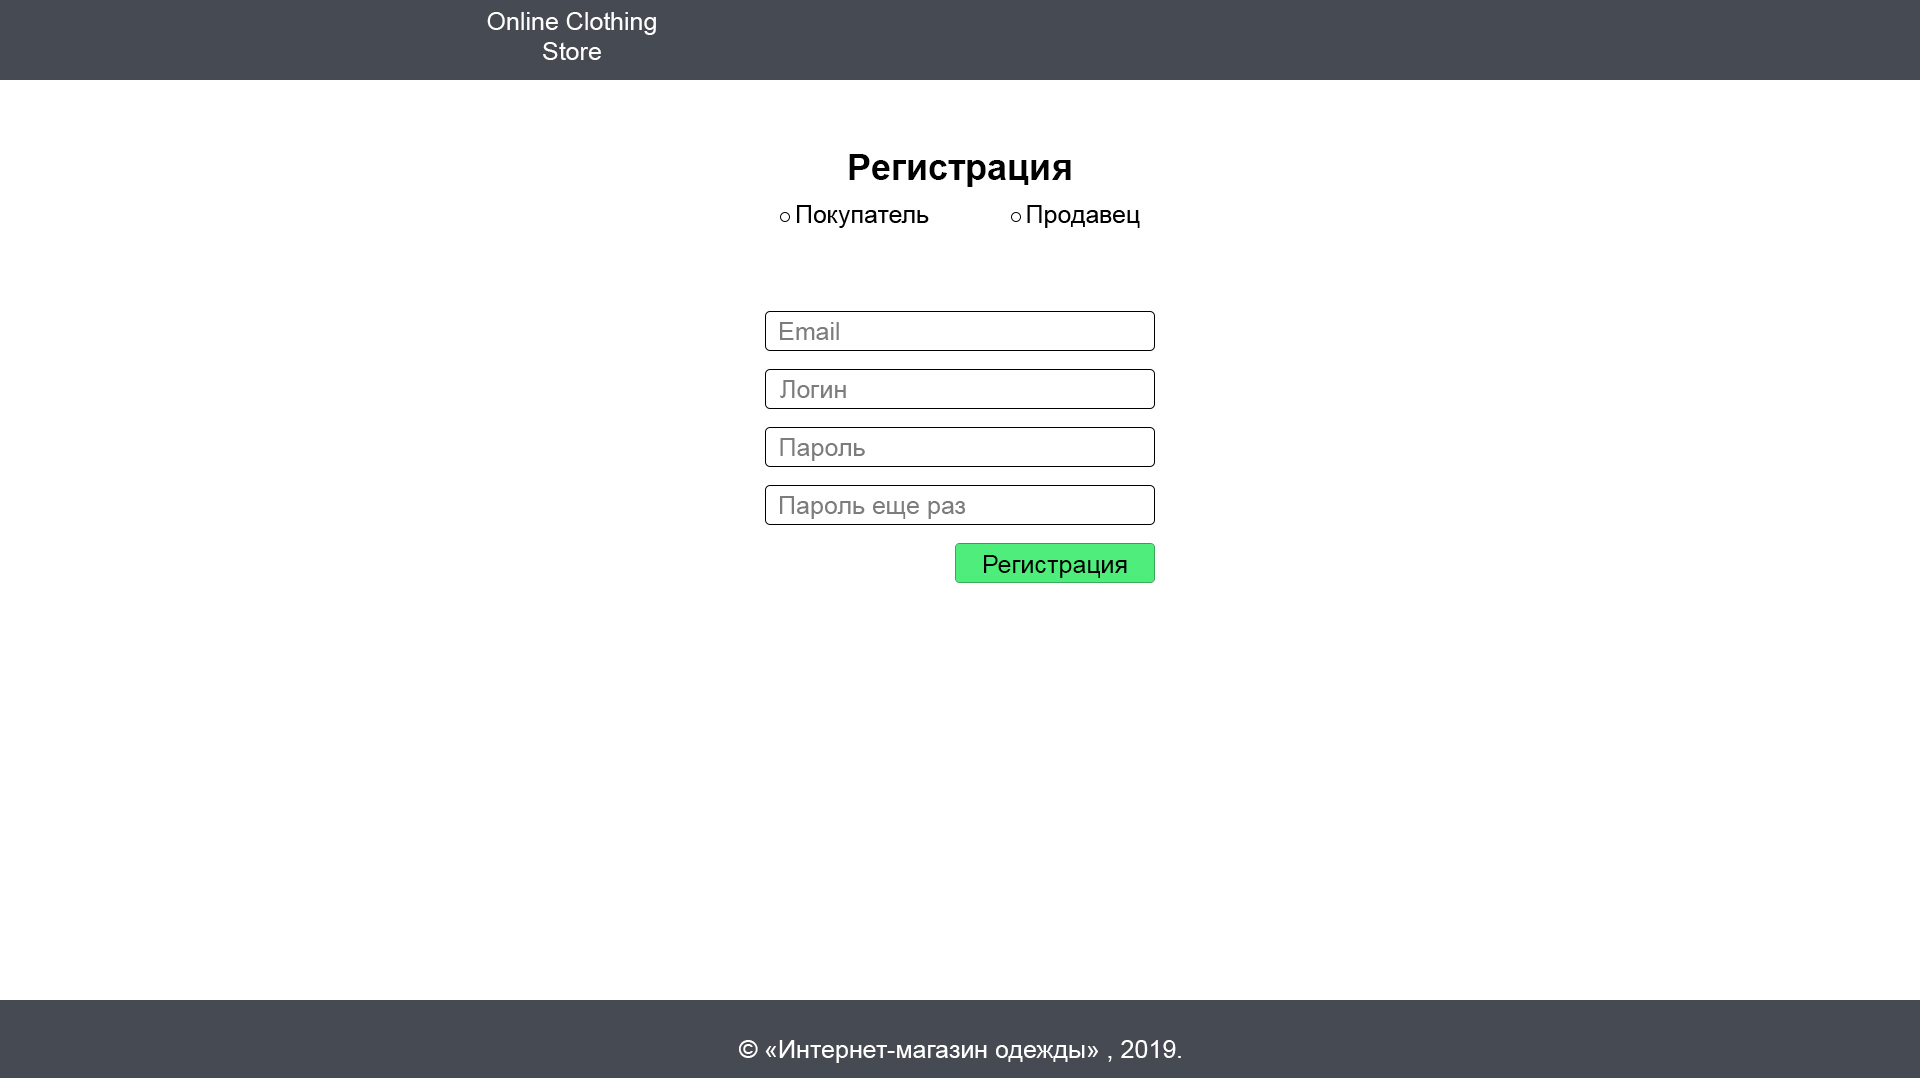 Online Clothing
Store
Регистрация
Покупатель Продавец
Email
Логин
Пароль
Пароль еще раз
Регистрация
© «Интернет-магазин одежды» , 2019.